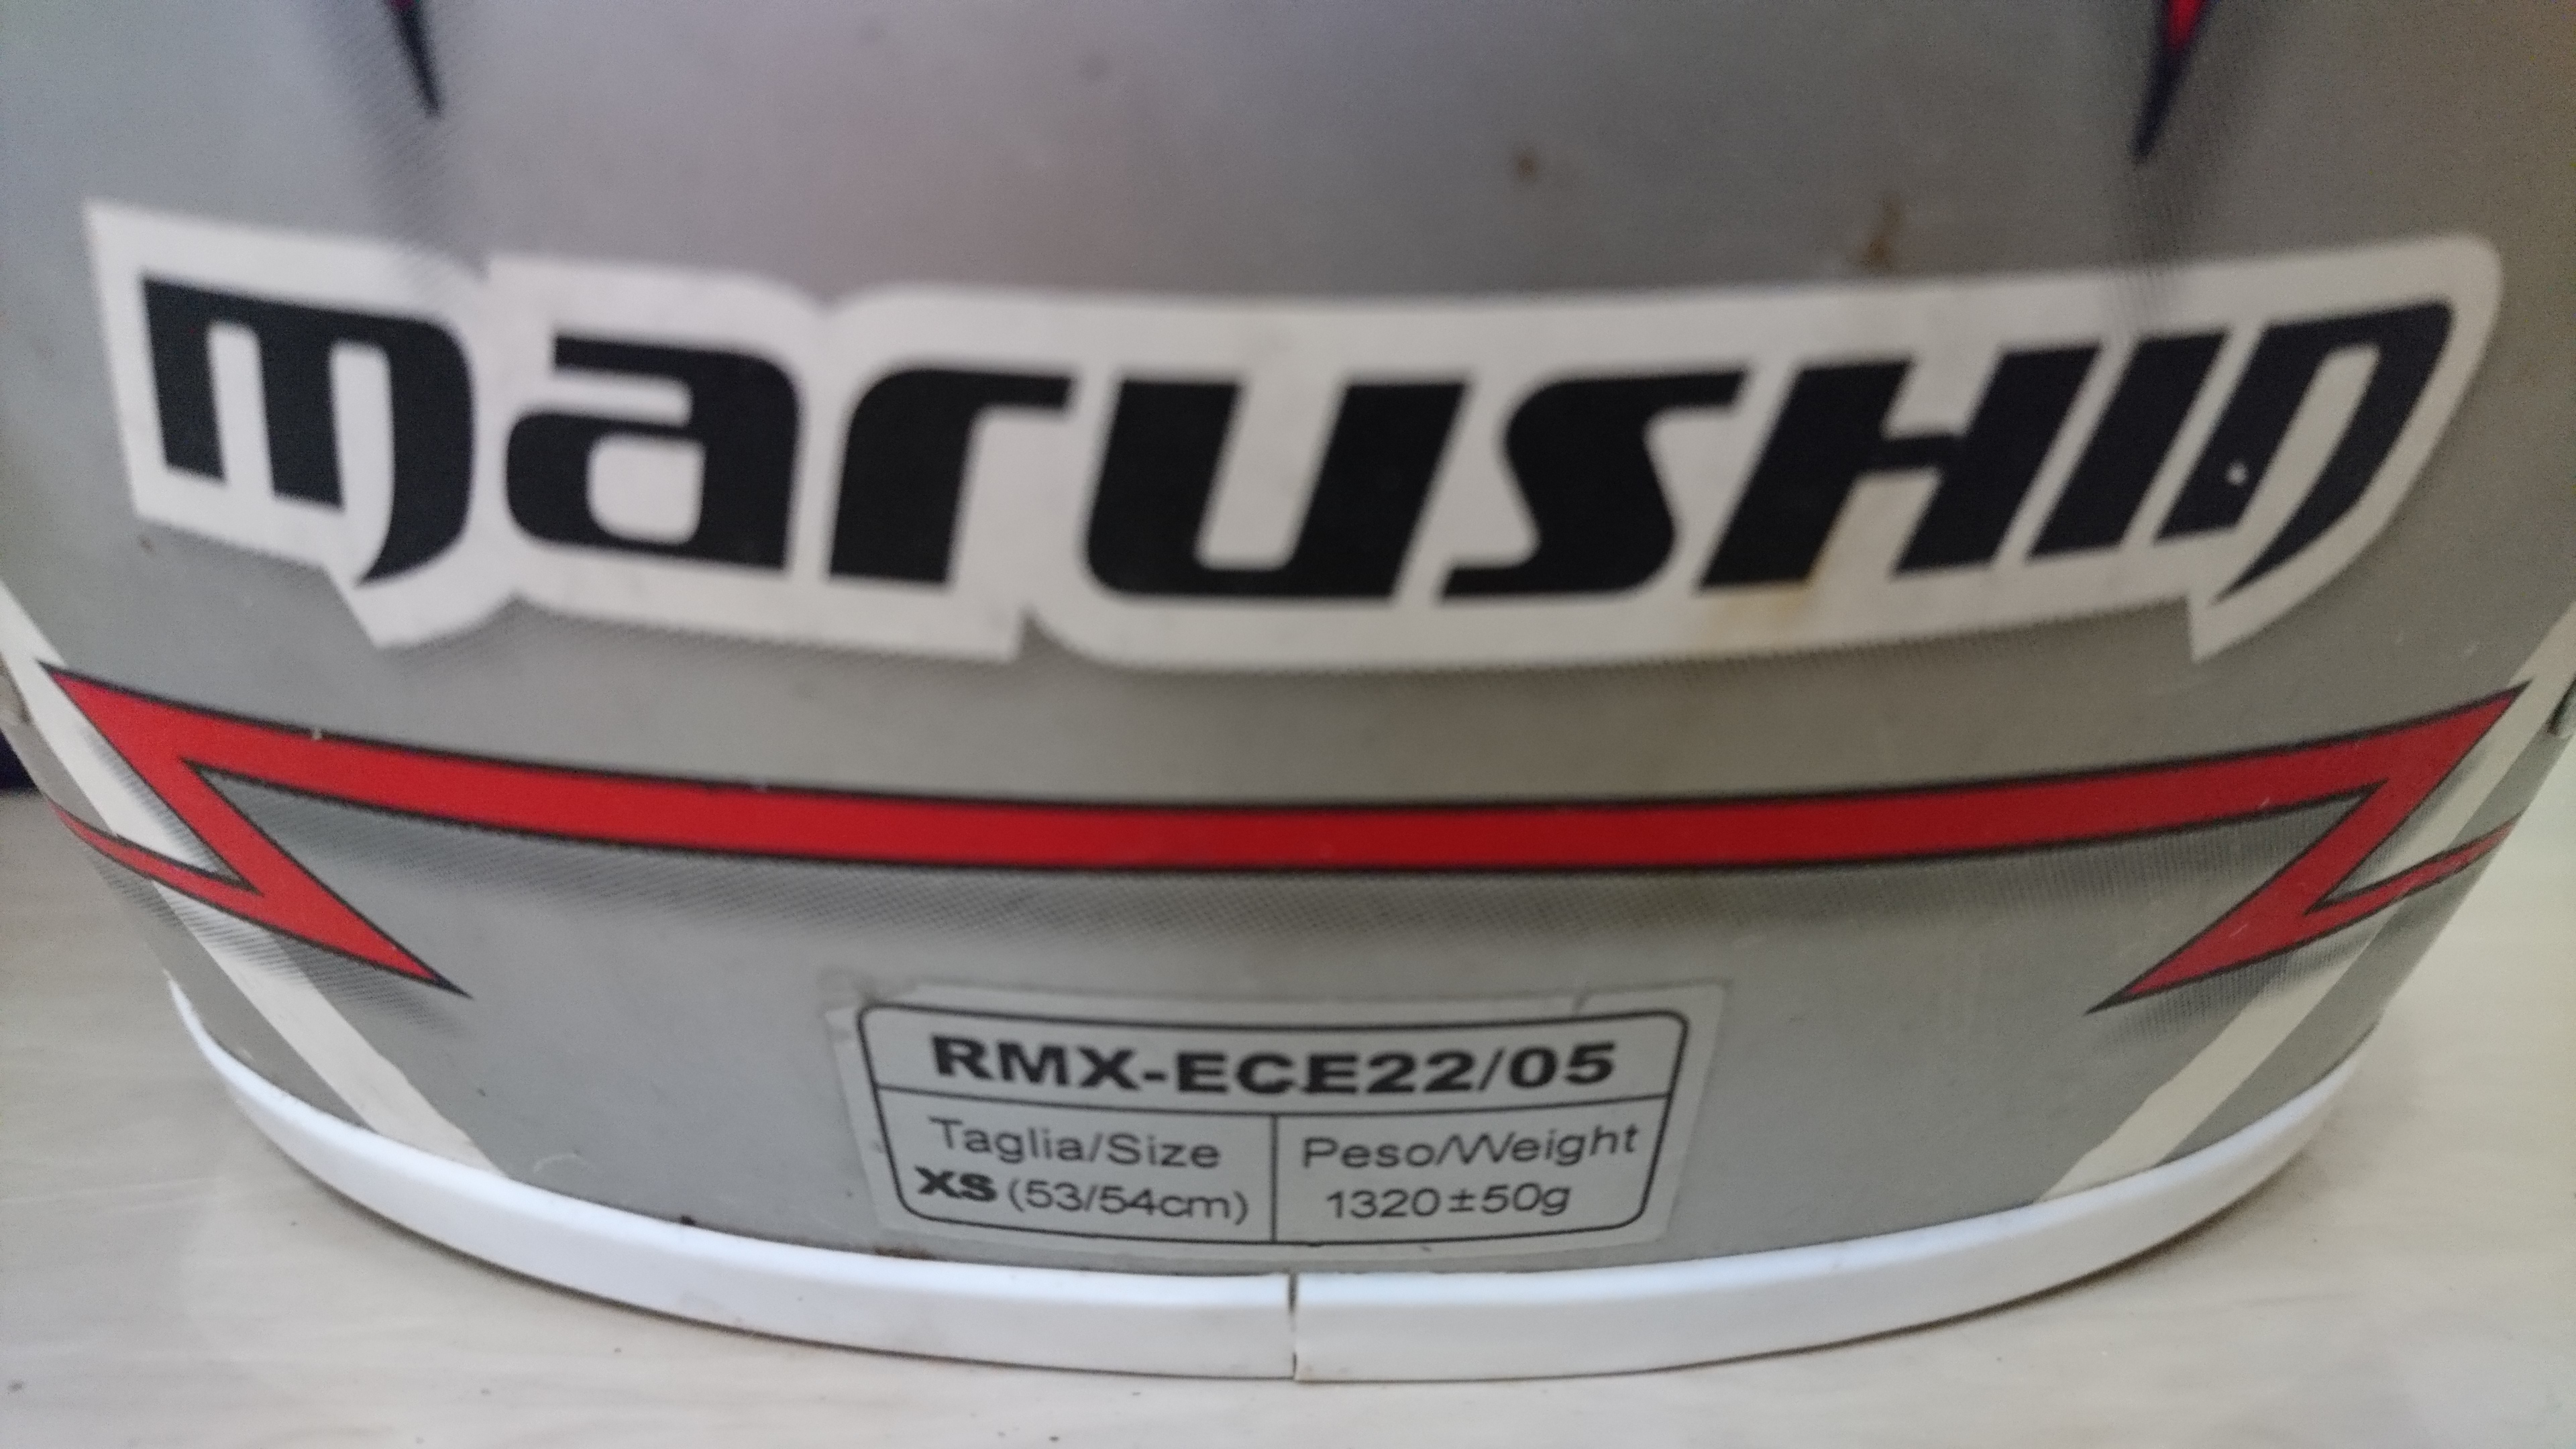 marusHin
RMX-ECE22/05
Taglia/Size
XS (53/54cm)
Peso/Weight
1320±50g